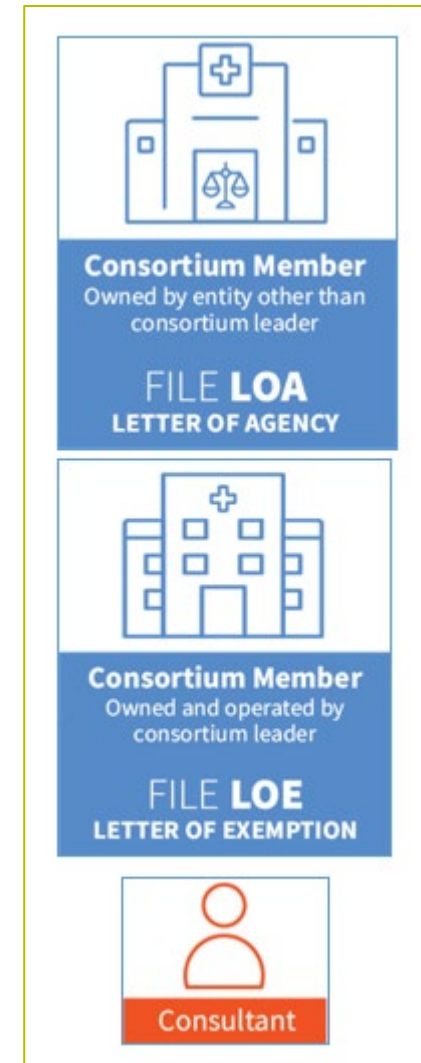 Consortium Member
Owned by entity other than
consortium leader
FILE LOA
LETTER OF AGENCY
Consortium Member
Owned and operated by
consortium leader
FILE LOE
LETTER OF EXEMPTION
Consultant